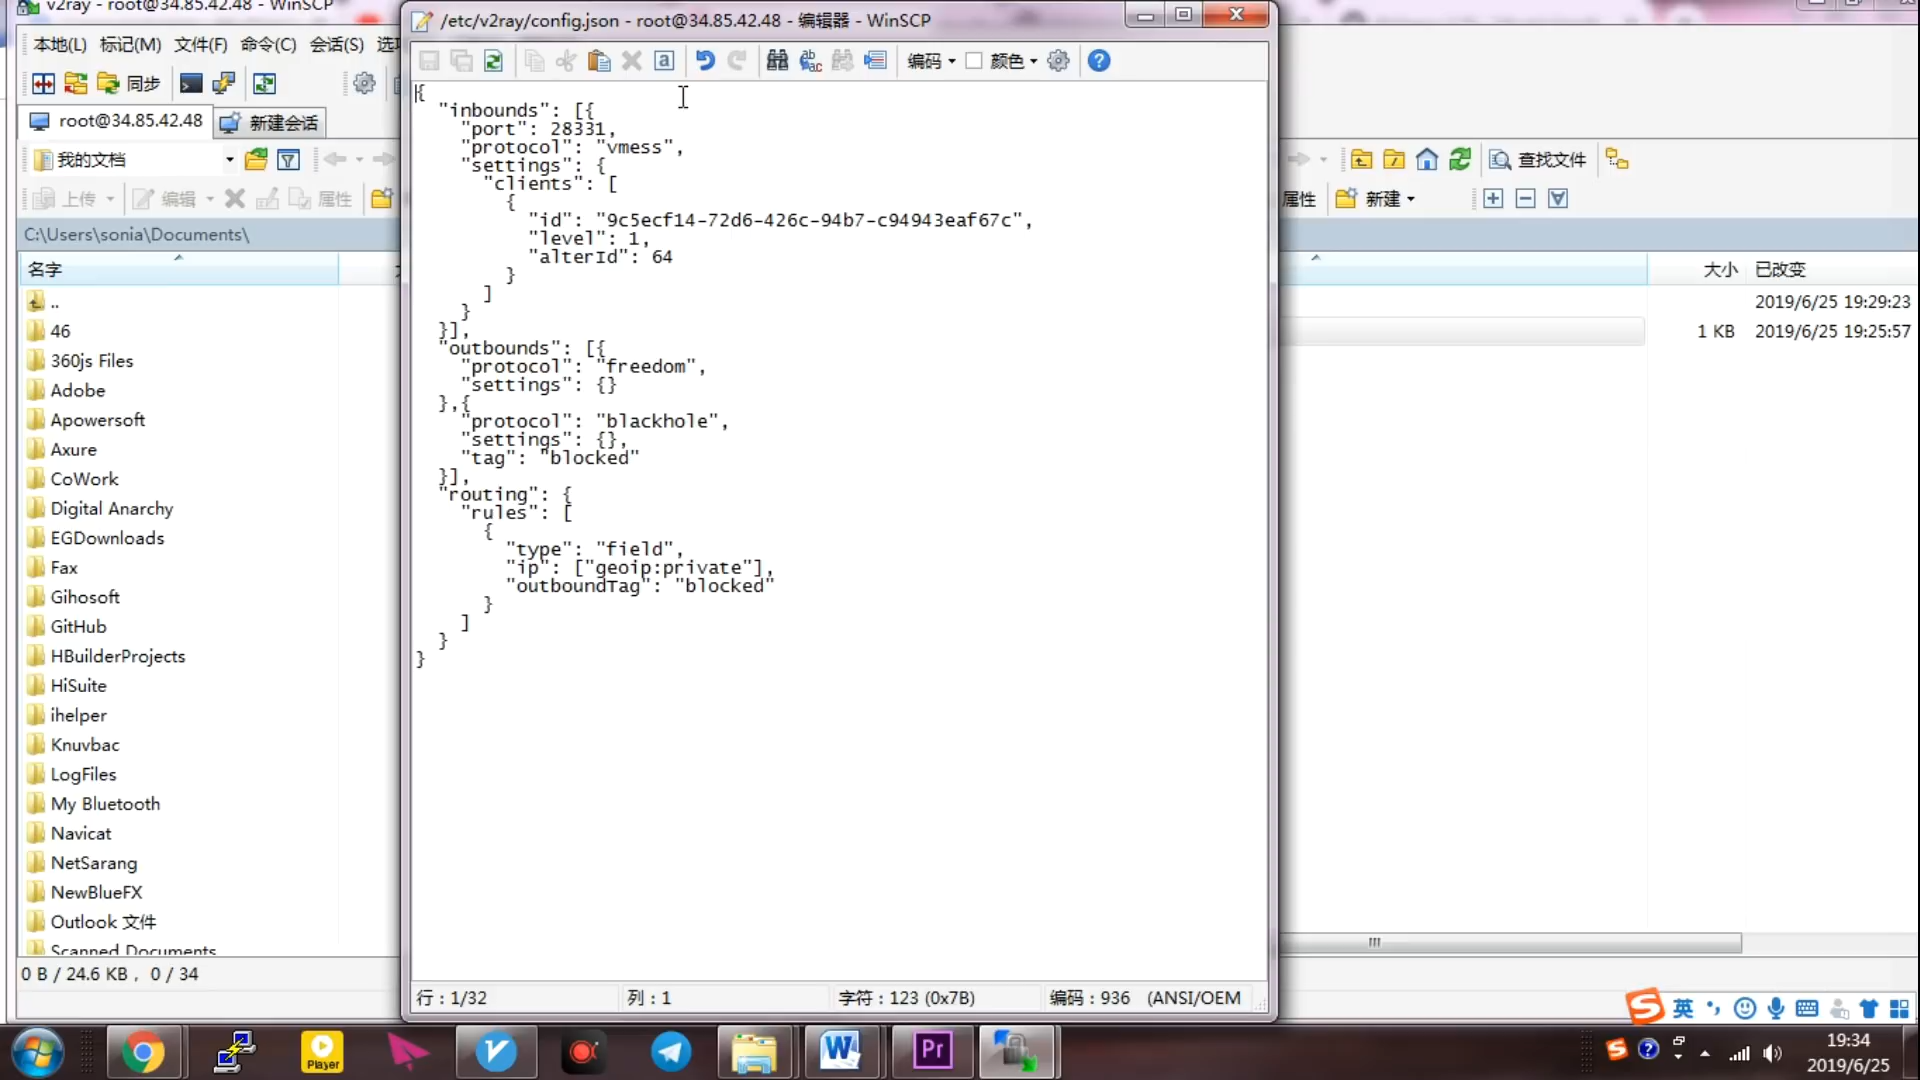 v2ray - root@34.85.42.48 - WinSCP
/etc/v2ray/config.json - root@34.85.42.48 - 编辑器 - WinSCP
本地(L) 标记(M) 文件(F) 命令(C) 会话(S)
同步
编码 颜色
root@34.85.42.48 新建会话
我的文档
查找文件
上传 编辑 属性
属性 新建
C:\Users\sonia\Documents\
名字
大小 已改变
..
46
360js Files
Adobe
Apowersoft
Axure
CoWork
Digital Anarchy
EGDownloads
Fax
Gihosoft
GitHub
HBuilderProjects
HiSuite
ihelper
Knuvbac
LogFiles
My Bluetooth
Navicat
NetSarang
NewBlueFX
Outlook 文件
Scanned Documents
0 B / 24.6 KB , 0 / 34
{
"inbounds": [{
"port": 28331,
"protocol": "vmess",
"settings": {
"clients": [
{
"id": "9c5ecf14-72d6-426c-94b7-c94943eaf67c",
"level": 1,
"alterId": 64
}
]
}
}],
"outbounds": [{
"protocol": "freedom",
"settings": {}
},{
"protocol": "blackhole",
"settings": {},
"tag": "blocked"
}],
"routing": {
"rules": [
{
"type": "field",
"ip": ["geoip:private"],
"outboundTag": "blocked"
}
]
}
}
2019/6/25 19:29:23
1 KB 2019/6/25 19:25:57
行 : 1/32 列 : 1 字符 : 123 (0x7B) 编码 : 936 (ANSI/OEM
英
Player
W
Pr
19:34
2019/6/25